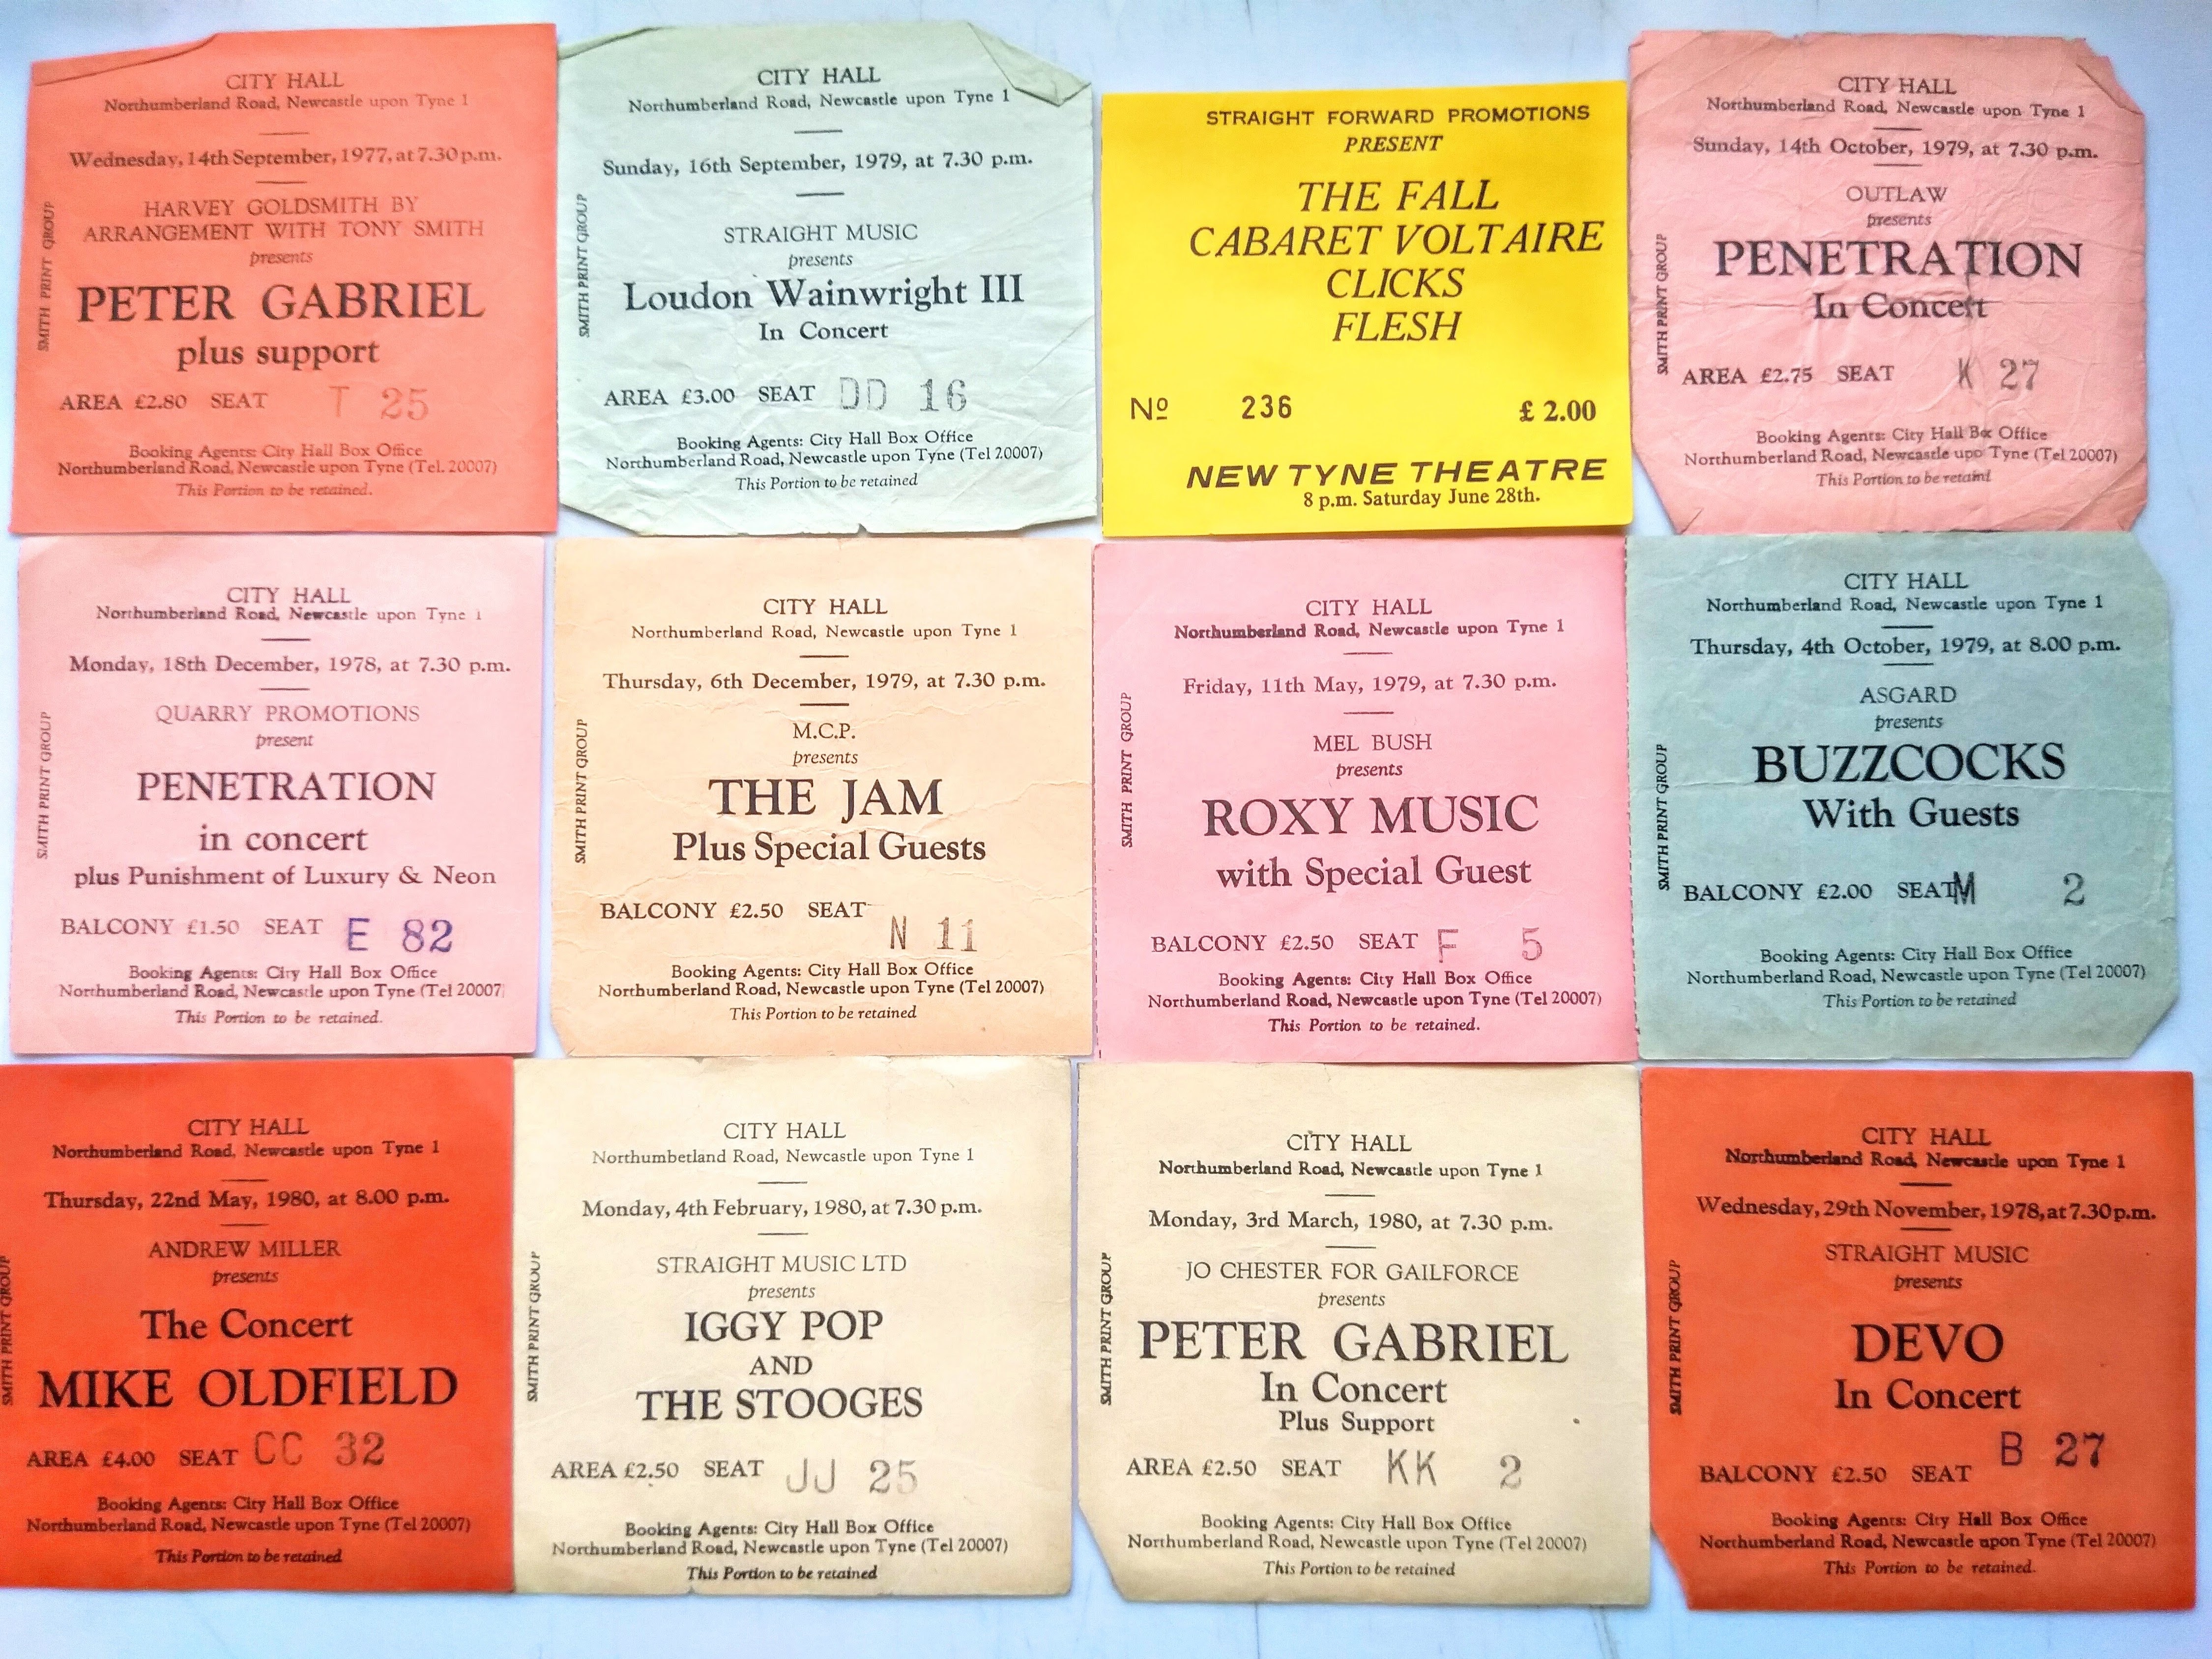 CITY HALL
Northumberland Road, Newcastle upon Tyne 1
Wednesday, 14th September, 1977, at 7.30 p.m.
HARVEY GOLDSMITH BY
ARRANGEMENT WITH TONY SMITH
presents
PETER GABRIEL
plus support
AREA £2.80 SEAT T 25
Booking Agents: City Hall Box Office
Northumberland Road, Newcastle upon Tyne (Tel. 20007)
This Portion to be retained.
SMITH PRINT GROUP
CITY HALL
Northumberland Road, Newcastle upon Tyne 1
Sunday, 16th September, 1979, at 7.30 p.m.
STRAIGHT MUSIC
presents
Loudon Wainwright III
In Concert
AREA £3.00 SEAT DD 16
Booking Agents: City Hall Box Office
Northumberland Road, Newcastle upon Tyne (Tel 20007)
This Portion to be retained
SMITH PRINT GROUP
STRAIGHT FORWARD PROMOTIONS
PRESENT
THE FALL
CABARET VOLTAIRE
CLICKS
FLESH
Nº 236 £ 2.00
NEW TYNE THEATRE
8 p.m. Saturday June 28th.
CITY HALL
Northumberland Road, Newcastle upon Tyne 1
Sunday, 14th October, 1979, at 7.30 p.m.
OUTLAW
presents
PENETRATION
In Concert
AREA £2.75 SEAT K 27
Booking Agents: City Hall Box Office
Northumberland Road, Newcastle upo Tyne (Tel 20007)
This Portion to be
SMITH PRINT GROUP
CITY HALL
Northumberland Road, Newcastle upon Tyne 1
Monday, 18th December, 1978, at 7.30 p.m.
QUARRY PROMOTIONS
present
PENETRATION
in concert
plus Punishment of Luxury & Neon
BALCONY £1.50 SEAT E 82
Booking Agents: City Hall Box Office
Northumberland Road, Newcastle upon Tyne (Tel 20007
This Portion to be retained.
SMITH PRINT GROUP
CITY HALL
Northumberland Road, Newcastle upon Tyne 1
Thursday, 6th December, 1979, at 7.30 p.m.
M.C.P.
presents
THE JAM
Plus Special Guests
BALCONY £2.50 SEAT N 11
Booking Agents: City Hall Box Office
Northumberland Road, Newcastle upon Tyne (Tel 20007)
This Portion to be retained
SMITH PRINT GROUP
CITY HALL
Northumberland Road, Newcastle upon Tyne 1
Friday, 11th May, 1979, at 7.30 p.m.
MEL BUSH
presents
ROXY MUSIC
with Special Guest
BALCONY £2.50 SEAT F 5
Booking Agents: City Hall Box Office
Northumberland Road, Newcastle upon Tyne (Tel 20007)
This Portion to be retained.
SMITH PRINT GROUP
CITY HALL
Northumberland Road, Newcastle upon Tyne 1
Thursday, 4th October, 1979, at 8.00 p.m.
ASGARD
presents
BUZZCOCKS
With Guests
BALCONY £2.00 SEAT M 2
Booking Agents: City Hall Box Office
Northumberland Road, Newcastle upon Tyne (Tel 20007)
This Portion to be retained
SMITH PRINT GROUP
CITY HALL
Northumberland Road, Newcastle upon Tyne 1
Thursday, 22nd May, 1980, at 8.00 p.m.
ANDREW MILLER
presents
The Concert
MIKE OLDFIELD
AREA £4.00 SEAT CC 32
Booking Agents: City Hall Box Office
Northumberland Road, Newcastle upon Tyne (Tel 20007)
This Portion to be retained
SMITH PRINT GROUP
CITY HALL
Northumberland Road, Newcastle upon Tyne 1
Monday, 4th February, 1980, at 7.30 p.m.
STRAIGHT MUSIC LTD
presents
IGGY POP
AND
THE STOOGES
AREA £2.50 SEAT JJ 25
Booking Agents: City Hall Box Office
Northumberland Road, Newcastle upon Tyne (Tel 20007)
This Portion to be retained
SMITH PRINT GROUP
CITY HALL
Northumberland Road, Newcastle upon Tyne 1
Monday, 3rd March, 1980, at 7.30 p.m.
JO CHESTER FOR GAILFORCE
presents
PETER GABRIEL
In Concert
Plus Support
AREA £2.50 SEAT KK 2
Booking Agents: City Hall Box Office
Northumberland Road, Newcastle upon Tyne (Tel 20007)
This Portion to be retained
SMITH PRINT GROUP
CITY HALL
Northumberland Road, Newcastle upon Tyne 1
Wednesday, 29th November, 1978, at 7.30 p.m.
STRAIGHT MUSIC
presents
DEVO
In Concert
BALCONY £2.50 SEAT B 27
Booking Agents: City Hall Box Office
Northumberland Road, Newcastle upon Tyne (Tel 20007)
This Portion to be retained.
SMITH PRINT GROUP